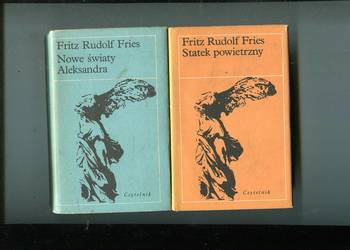 Fritz Rudolf Fries
Nowe światy
Aleksandra
Czytelnik
Fritz Rudolf Fries
Statek powietrzny
Czytelnik